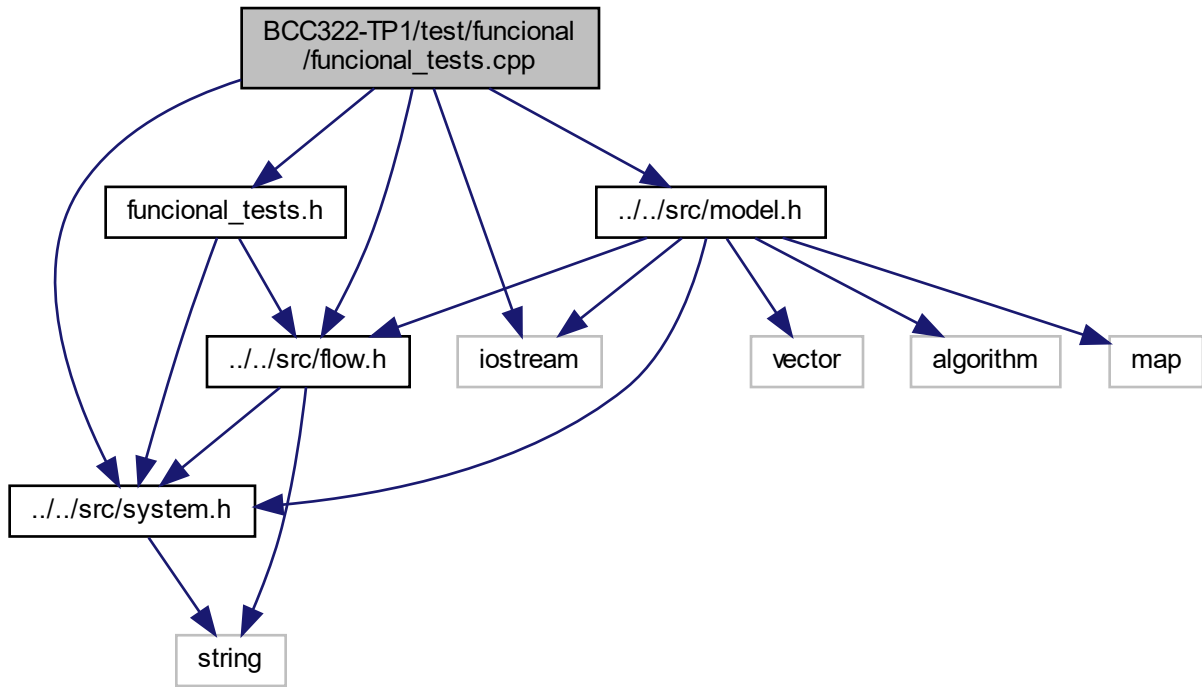 BCC322-TP1/test/funcional
/funcional_tests.cpp
funcional_tests.h
../../src/model.h
../../src/flow.h
iostream
vector
algorithm
map
../../src/system.h
string